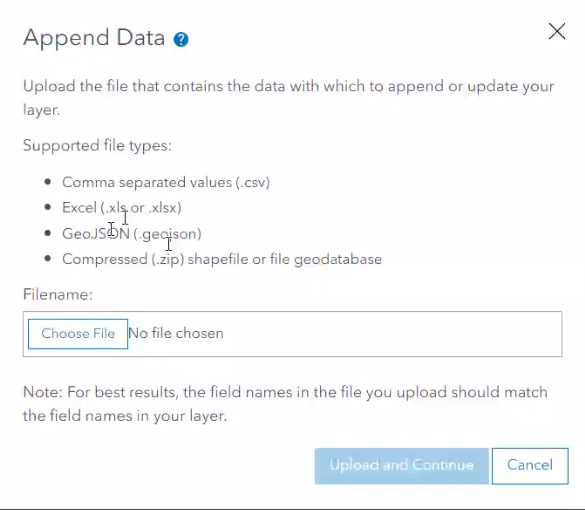 Append Data ?
Upload the file that contains the data with which to append or update your
layer.
Supported file types:
Comma separated values (.csv)
Excel (.xls or .xlsx)
GeoJSON (.geojson)
Compressed (.zip) shapefile or file geodatabase
Filename:
Choose File No file chosen
Note: For best results, the field names in the file you upload should match
the field names in your layer.
Upload and Continue Cancel